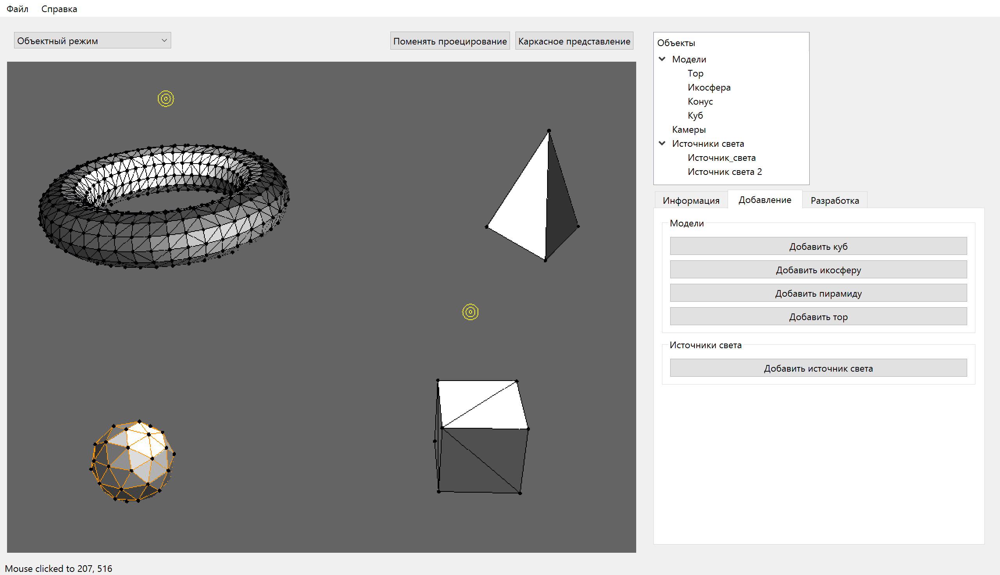 Файл Справка
Объектный режим
Поменять проецирование
Каркасное представление
Объекты
Модели
Тор
Икосфера
Конус
Куб
Камеры
Источники света
Источник_света
Источник света 2
Информация Добавление Разработка
Модели
Добавить куб
Добавить икосферу
Добавить пирамиду
Добавить тор
Источники света
Добавить источник света
Mouse clicked to 207, 516